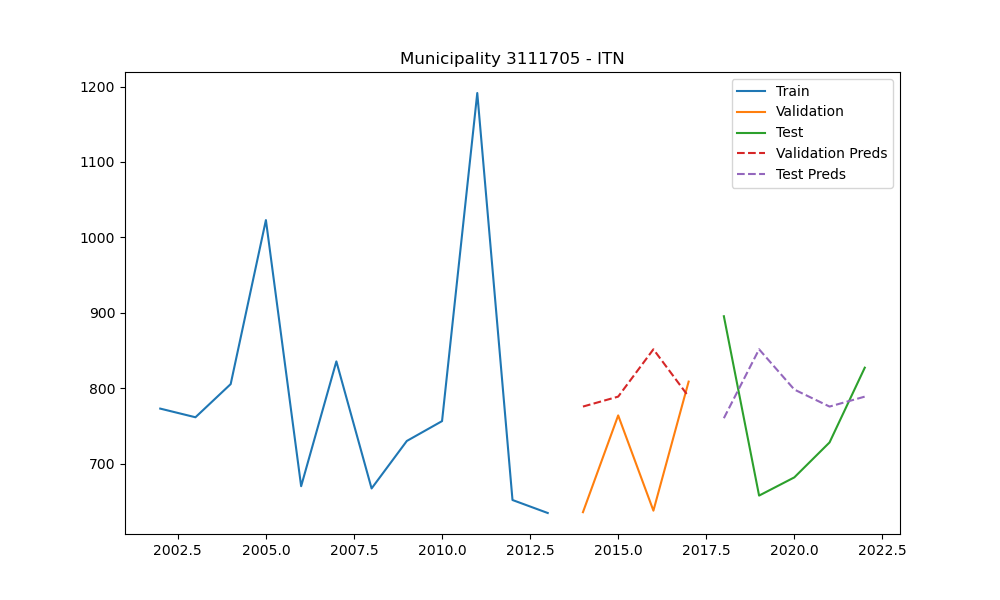 Municipality 3111705 - ITN
1200
1100
1000
900
800
700
Train
Validation
Test
Validation Preds
Test Preds
2002.5 2005.0 2007.5 2010.0 2012.5 2015.0 2017.5 2020.0 2022.5